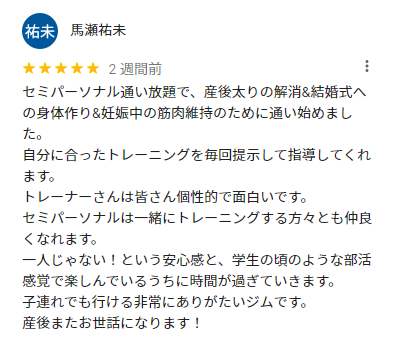 祐未
馬瀬祐未
★★★★★ 2 週間前
セミパーソナル通い放題で、産後太りの解消&結婚式へ
の身体作り&妊娠中の筋肉維持のために通い始めまし
た。
自分に合ったトレーニングを毎回提示して指導してくれ
ます。
トレーナーさんは皆さん個性的で面白いです。
セミパーソナルは一緒にトレーニングする方々とも仲良
くなれます。
一人じゃない！という安心感と、学生の頃のような部活
感覚で楽しんでいるうちに時間が過ぎていきます。
子連れでも行ける非常にありがたいジムです。
産後またお世話になります！